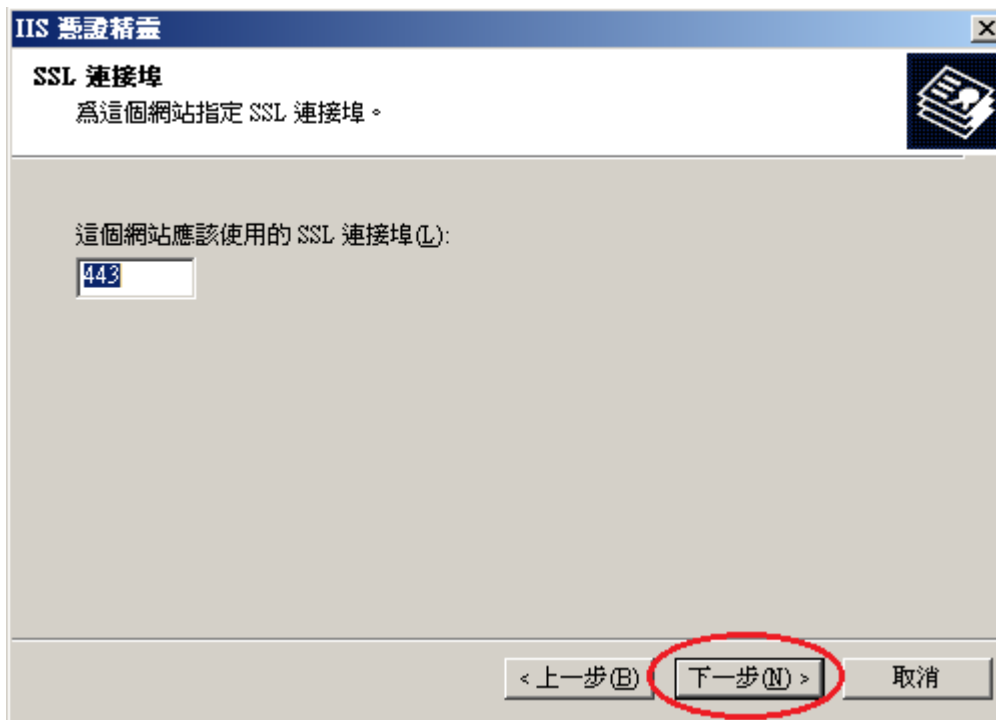 IIS 憑證精靈
SSL 連接埠
為這個網站指定 SSL 連接埠。
這個網站應該使用的 SSL 連接埠(L):
443
<上一步(B) 下一步(N)> 取消